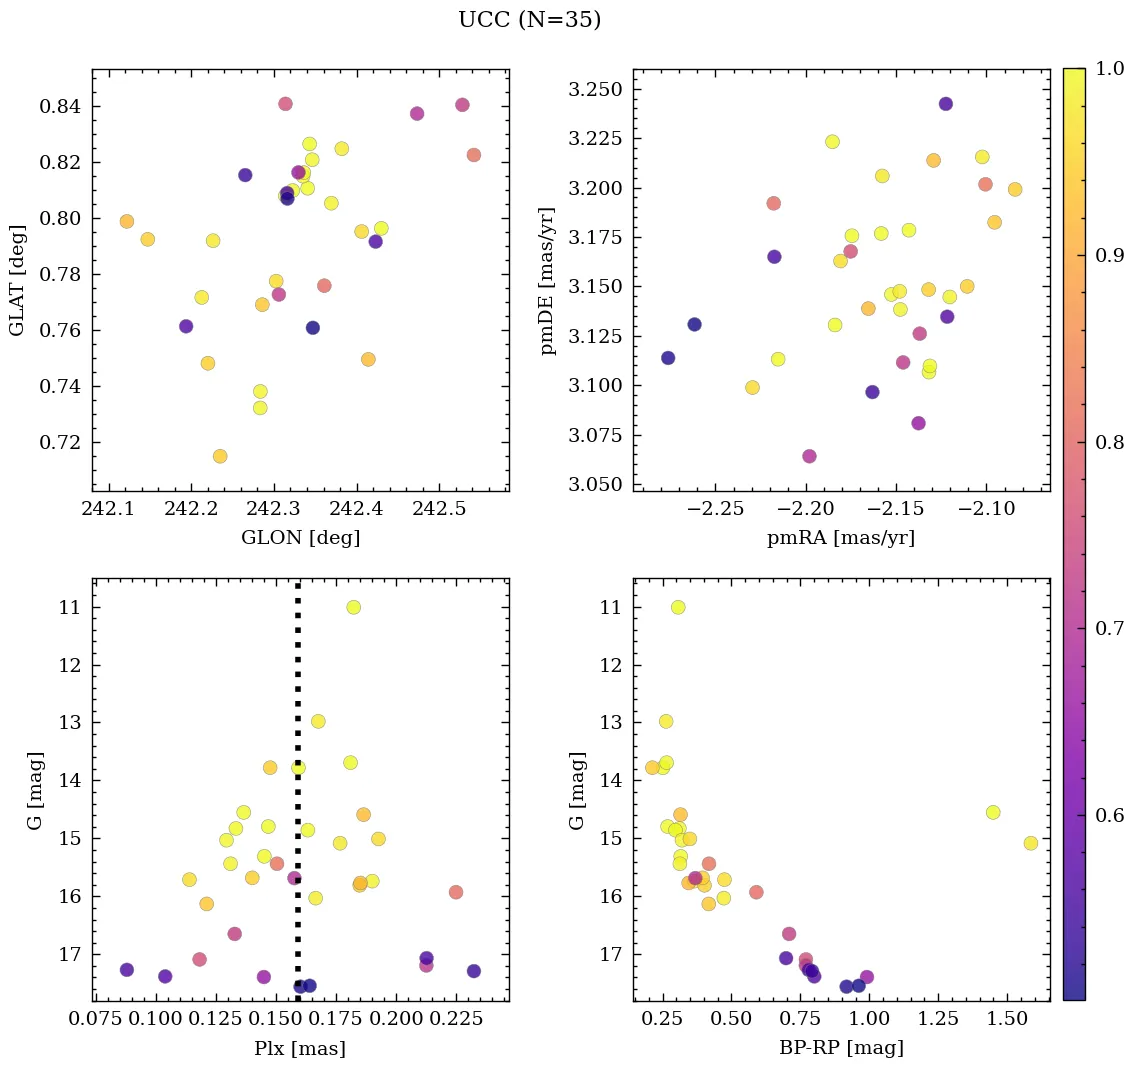 UCC (N=35)
0.84
0.82
0.80
0.78
0.76
0.74
0.72
GLAT [deg]
242.1 242.2 242.3 242.4 242.5
GLON [deg]
3.250
3.225
3.200
3.175
3.150
3.125
3.100
3.075
3.050
pmDE [mas/yr]
−2.25 −2.20 −2.15 −2.10
pmRA [mas/yr]
11
12
13
14
15
16
17
G [mag]
0.075 0.100 0.125 0.150 0.175 0.200 0.225
Plx [mas]
11
12
13
14
15
16
17
G [mag]
0.25 0.50 0.75 1.00 1.25 1.50
BP-RP [mag]
1.0
0.9
0.8
0.7
0.6